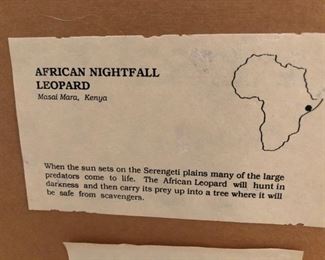 AFRICAN NIGHTFALL
LEOPARD
Masai Mara, Kenya
When the sun sets on the Serengeti plains many of the large
predators come to life. The African Leopard will hunt in
darkness and then carry its prey up into a tree where it will
be safe from scavengers.